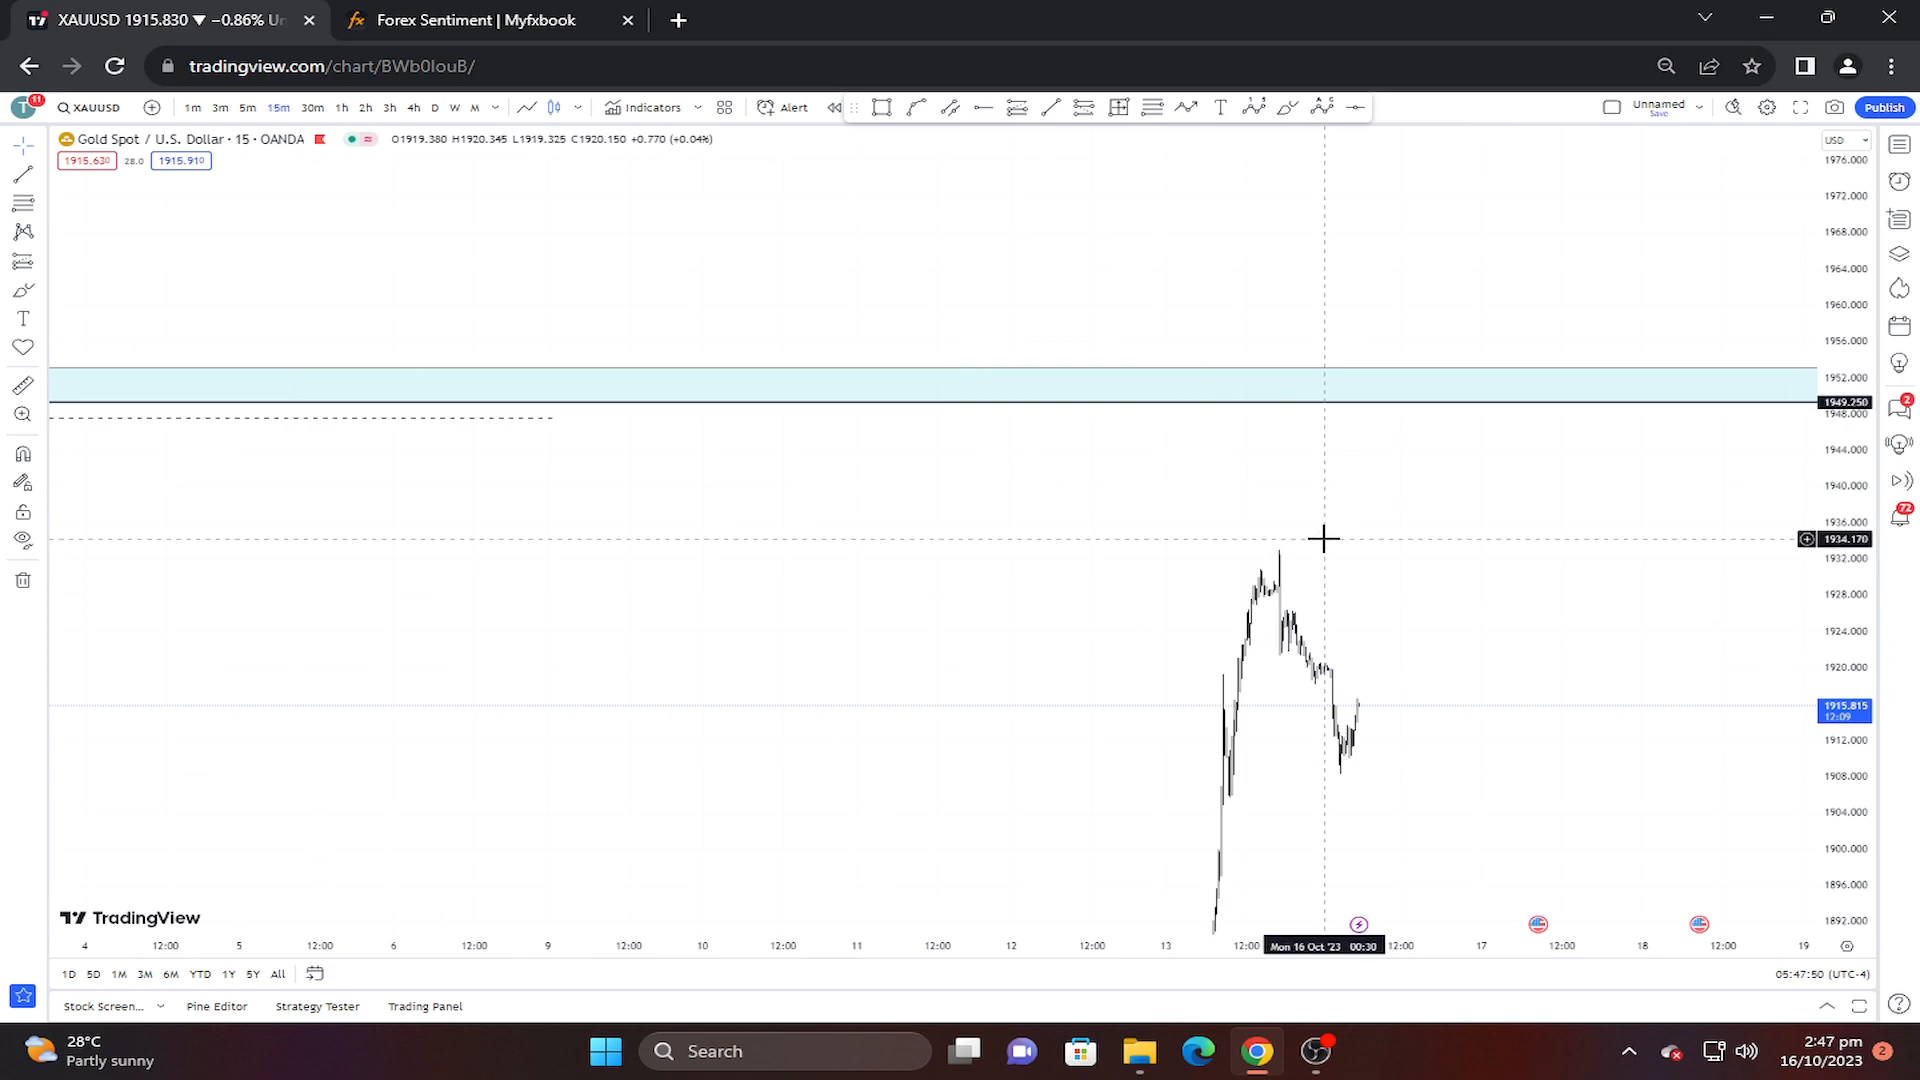 XAUUSD 1915.830 ▼ −0.86% Un
Forex Sentiment | Myfxbook
tradingview.com/chart/BWb0IouB/
T
11
XAUUSD
1m 3m 5m 15m 30m 1h 2h 3h 4h D W M
Indicators
Alert
Unnamed
Save
Publish
Gold Spot / U.S. Dollar · 15 · OANDA
O1919.380 H1920.345 L1919.325 C1920.150 +0.770 (+0.04%)
1915.630
28.0
1915.910
USD
1976.000
1972.000
1968.000
1964.000
1960.000
1956.000
1952.000
1949.250
1948.000
1944.000
1940.000
1936.000
1934.170
1932.000
1928.000
1924.000
1920.000
1915.815
12:09
1912.000
1908.000
1904.000
1900.000
1896.000
1892.000
2
72
TradingView
4 12:00 5 12:00 6 12:00 9 12:00 10 12:00 11 12:00 12 12:00 13 12:00 Mon 16 Oct '23 00:30 12:00 17 12:00 18 12:00 19
1D 5D 1M 3M 6M YTD 1Y 5Y All
05:47:50 (UTC-4)
Stock Screen... Pine Editor Strategy Tester Trading Panel
28°C
Partly sunny
Search
2:47 pm
16/10/2023
2